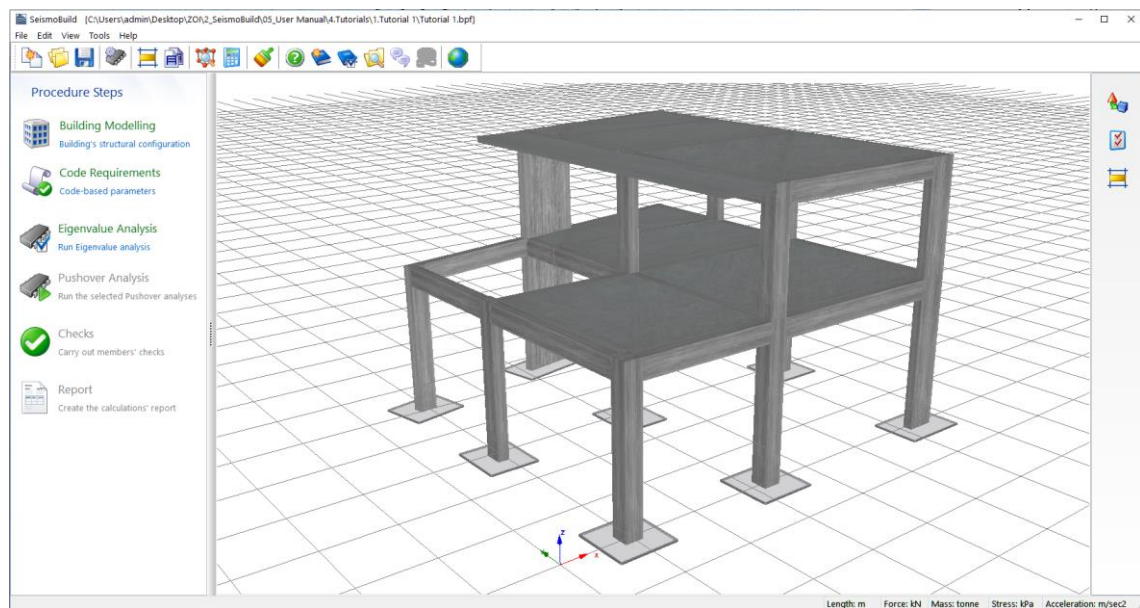 SeismoBuild   (C:\Users\admin\Desktop\ZOI\2_SeismoBuild\05_User Manual\4.Tutorials\1.Tutorial 1\Tutorial 1.bpf)
File   Edit   View   Tools   Help
Procedure Steps
Building Modelling
Building's structural configuration
Code Requirements
Code-based parameters
Eigenvalue Analysis
Run Eigenvalue analysis
Pushover Analysis
Run the selected Pushover analyses
Checks
Carry out members' checks
Report
Create the calculations' report
z
x
Length: m   Force: kN   Mass: tonne   Stress: kPa   Acceleration: m/sec2